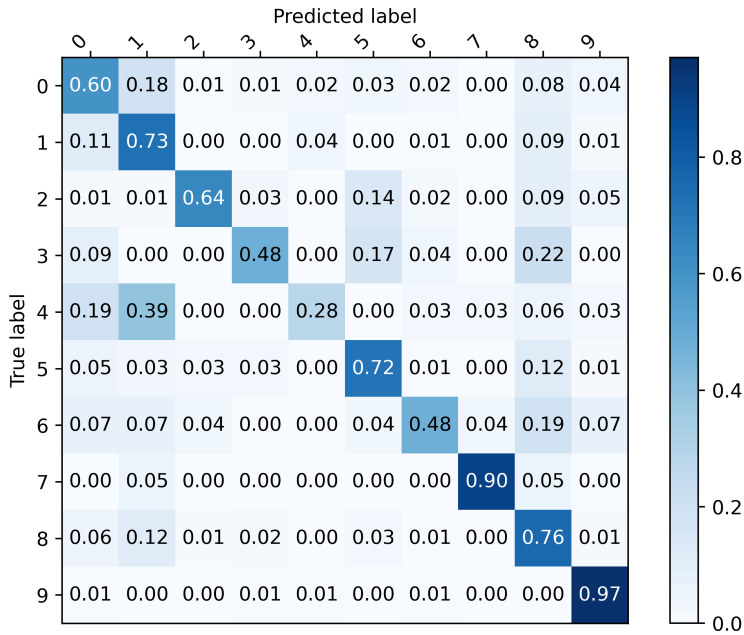 Predicted label
0 1 2 3 4 5 6 7 8 9
0 0.60 0.18 0.01 0.01 0.02 0.03 0.02 0.00 0.08 0.04
1 0.11 0.73 0.00 0.00 0.04 0.00 0.01 0.00 0.09 0.01
2 0.01 0.01 0.64 0.03 0.00 0.14 0.02 0.00 0.09 0.05
3 0.09 0.00 0.00 0.48 0.00 0.17 0.04 0.00 0.22 0.00
4 0.19 0.39 0.00 0.00 0.28 0.00 0.03 0.03 0.06 0.03
5 0.05 0.03 0.03 0.03 0.00 0.72 0.01 0.00 0.12 0.01
6 0.07 0.07 0.04 0.00 0.00 0.04 0.48 0.04 0.19 0.07
7 0.00 0.05 0.00 0.00 0.00 0.00 0.00 0.90 0.05 0.00
8 0.06 0.12 0.01 0.02 0.00 0.03 0.01 0.00 0.76 0.01
9 0.01 0.00 0.00 0.01 0.01 0.00 0.00 0.00 0.00 0.97
True label
0.8
0.6
0.4
0.2
0.0